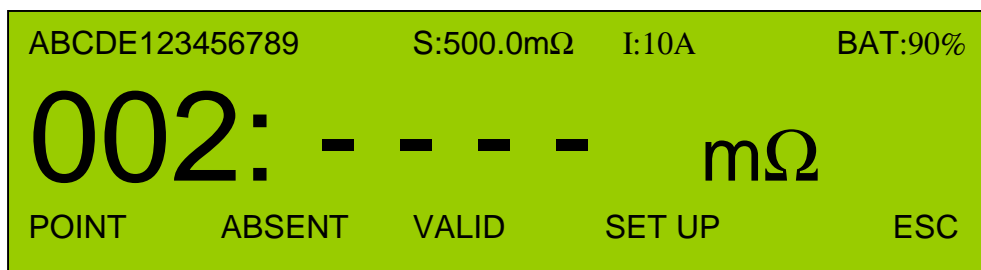 ABCDE123456789 S:500.0mΩ I:10A BAT:90%
002: - - - - mΩ
POINT ABSENT VALID SET UP ESC